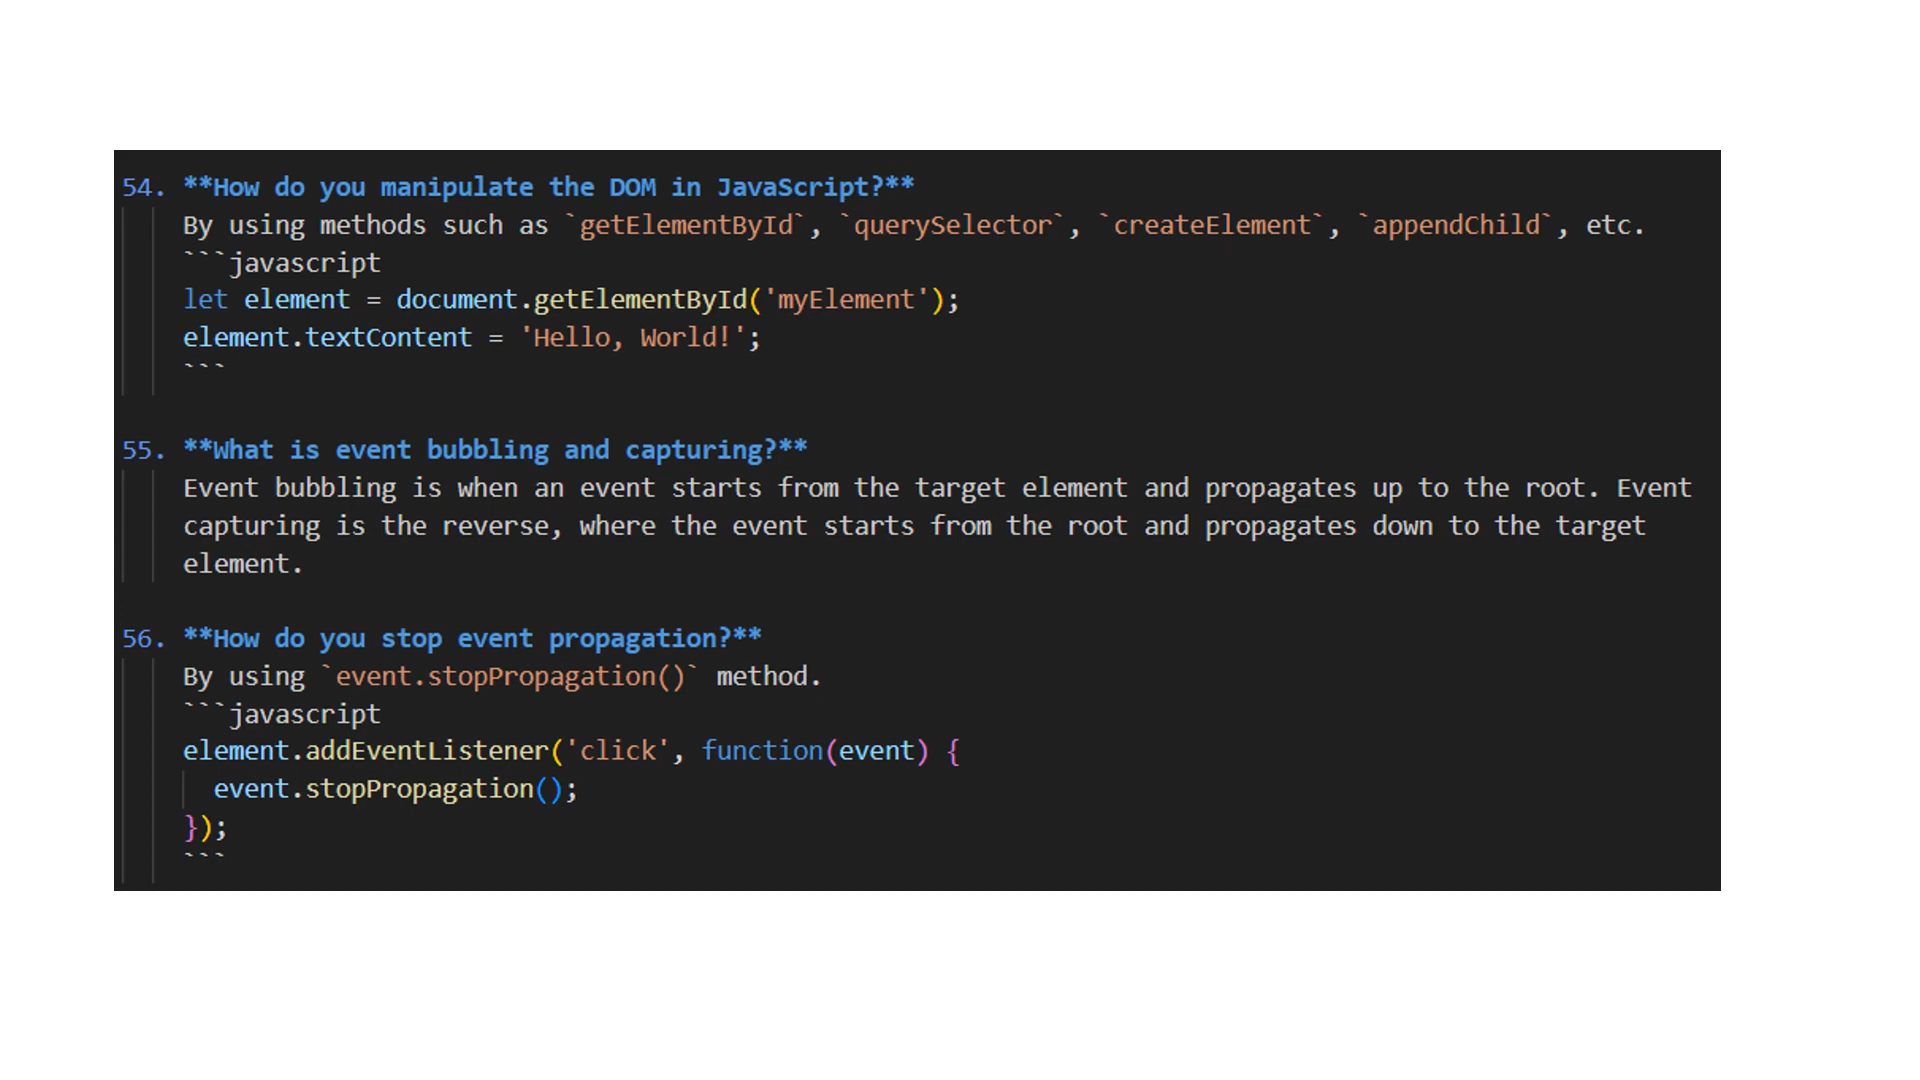 54. **How do you manipulate the DOM in JavaScript?**
By using methods such as `getElementById`, `querySelector`, `createElement`, `appendChild`, etc.
```javascript
let element = document.getElementById('myElement');
element.textContent = 'Hello, World!';
```
55. **What is event bubbling and capturing?**
Event bubbling is when an event starts from the target element and propagates up to the root. Event
capturing is the reverse, where the event starts from the root and propagates down to the target
element.
56. **How do you stop event propagation?**
By using `event.stopPropagation()` method.
```javascript
element.addEventListener('click', function(event) {
  event.stopPropagation();
});
```